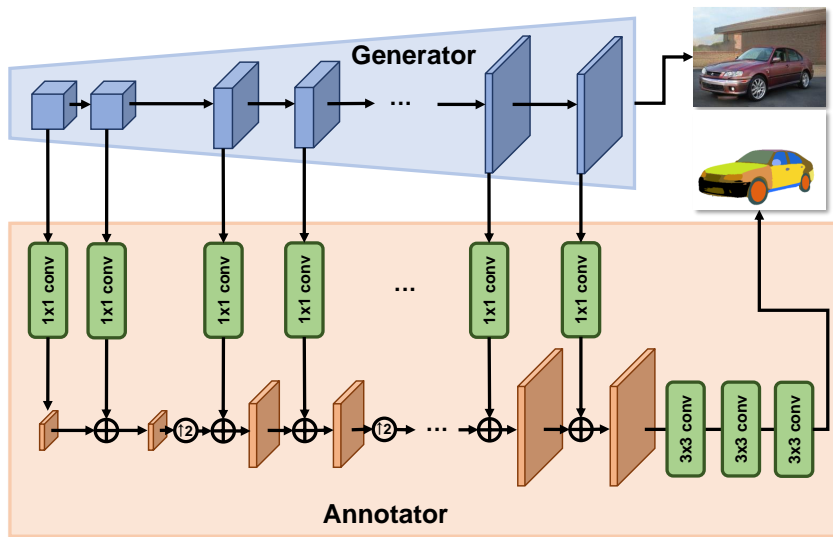 Generator
...
1x1 conv
1x1 conv
1x1 conv
1x1 conv
...
1x1 conv
1x1 conv
↑2
↑2
...
3x3 conv
3x3 conv
3x3 conv
Annotator